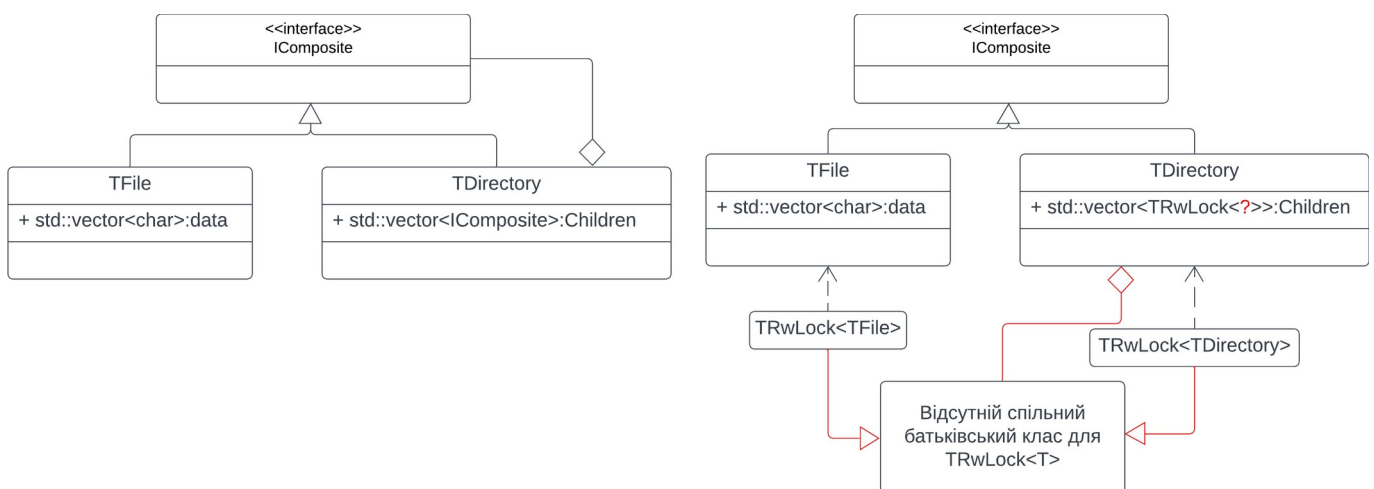 <<interface>>
IComposite
TFile
+ std::vector<char>:data
TDirectory
+ std::vector<IComposite>:Children
<<interface>>
IComposite
TFile
+ std::vector<char>:data
TDirectory
+ std::vector<TRwLock<?>>:Children
TRwLock<TFile>
TRwLock<TDirectory>
Відсутній спільний
батьківський клас для
TRwLock<T>